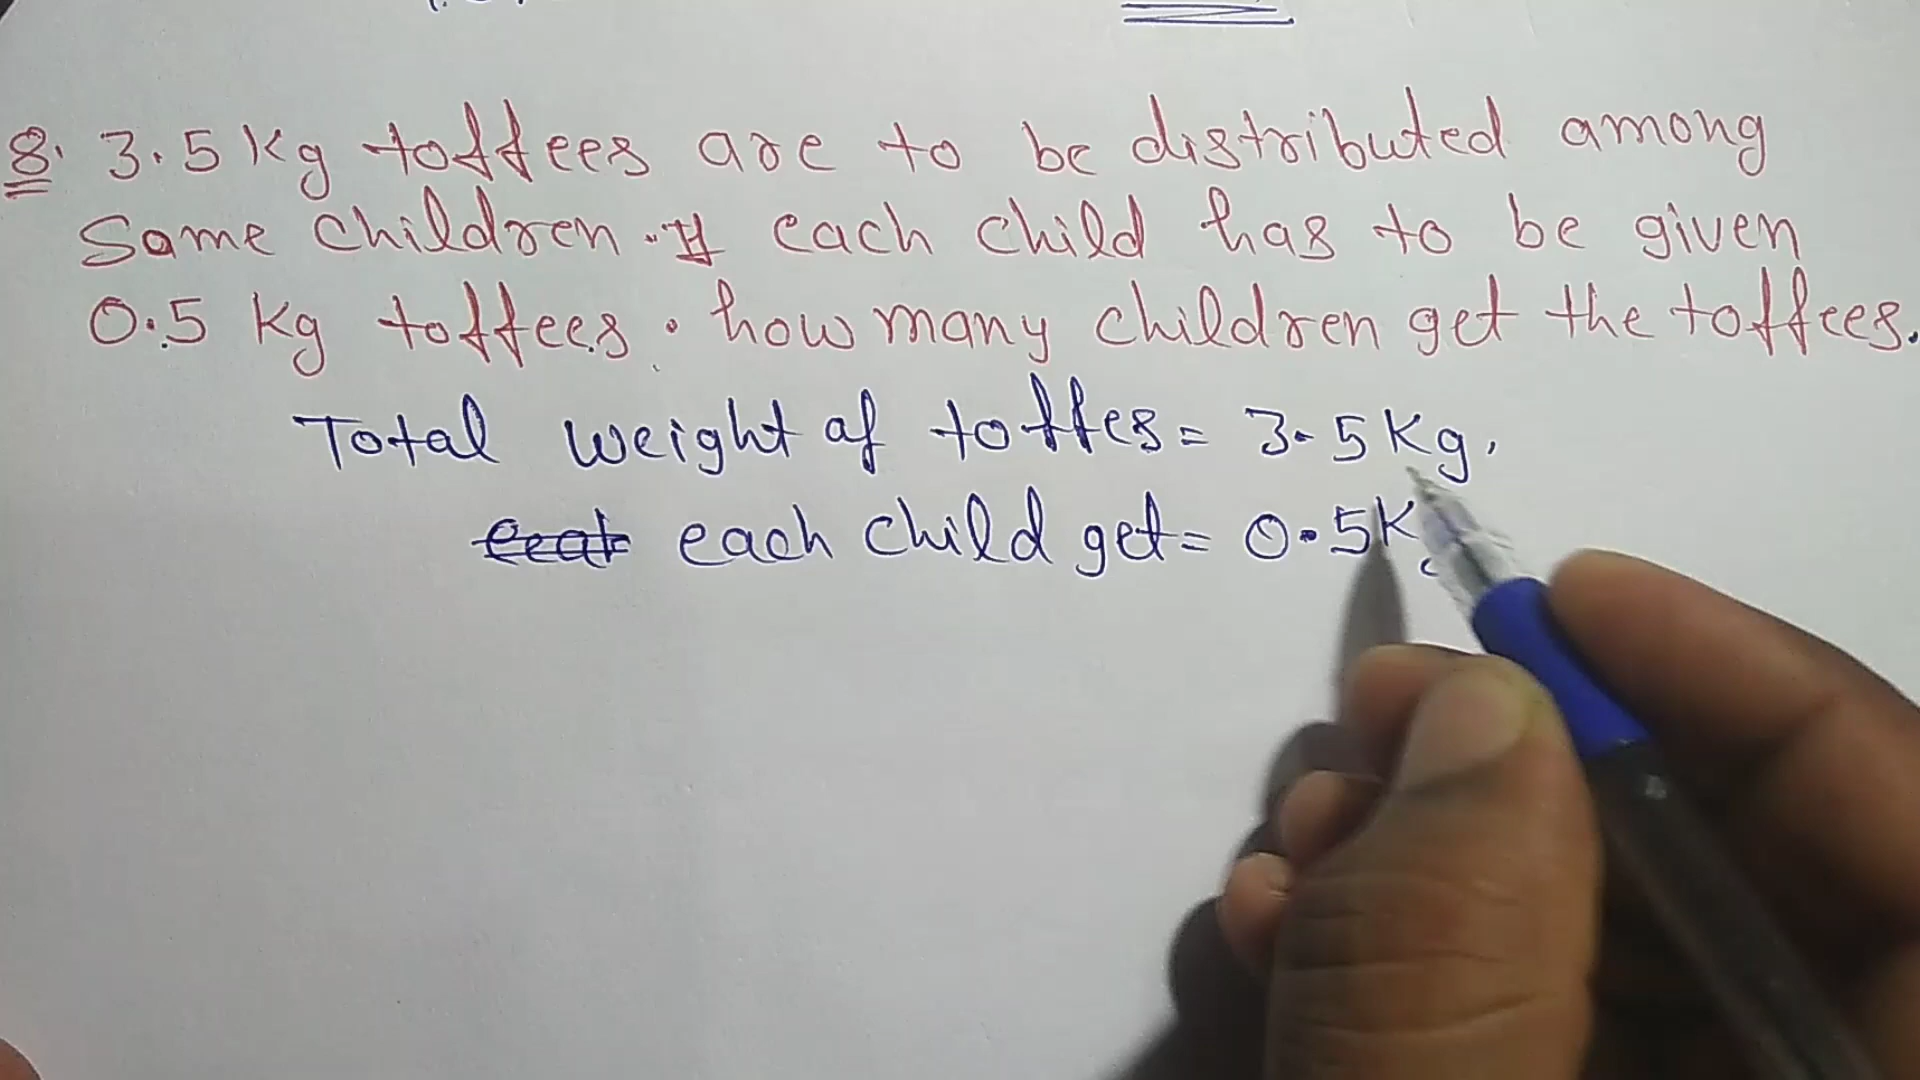 8. 3.5 Kg toffees are to be distributed among
Some children. If each child has to be given
0.5 Kg toffees. how many children get the toffees.
Total weight of toffes = 3.5 Kg.
each child get = 0.5 Kg